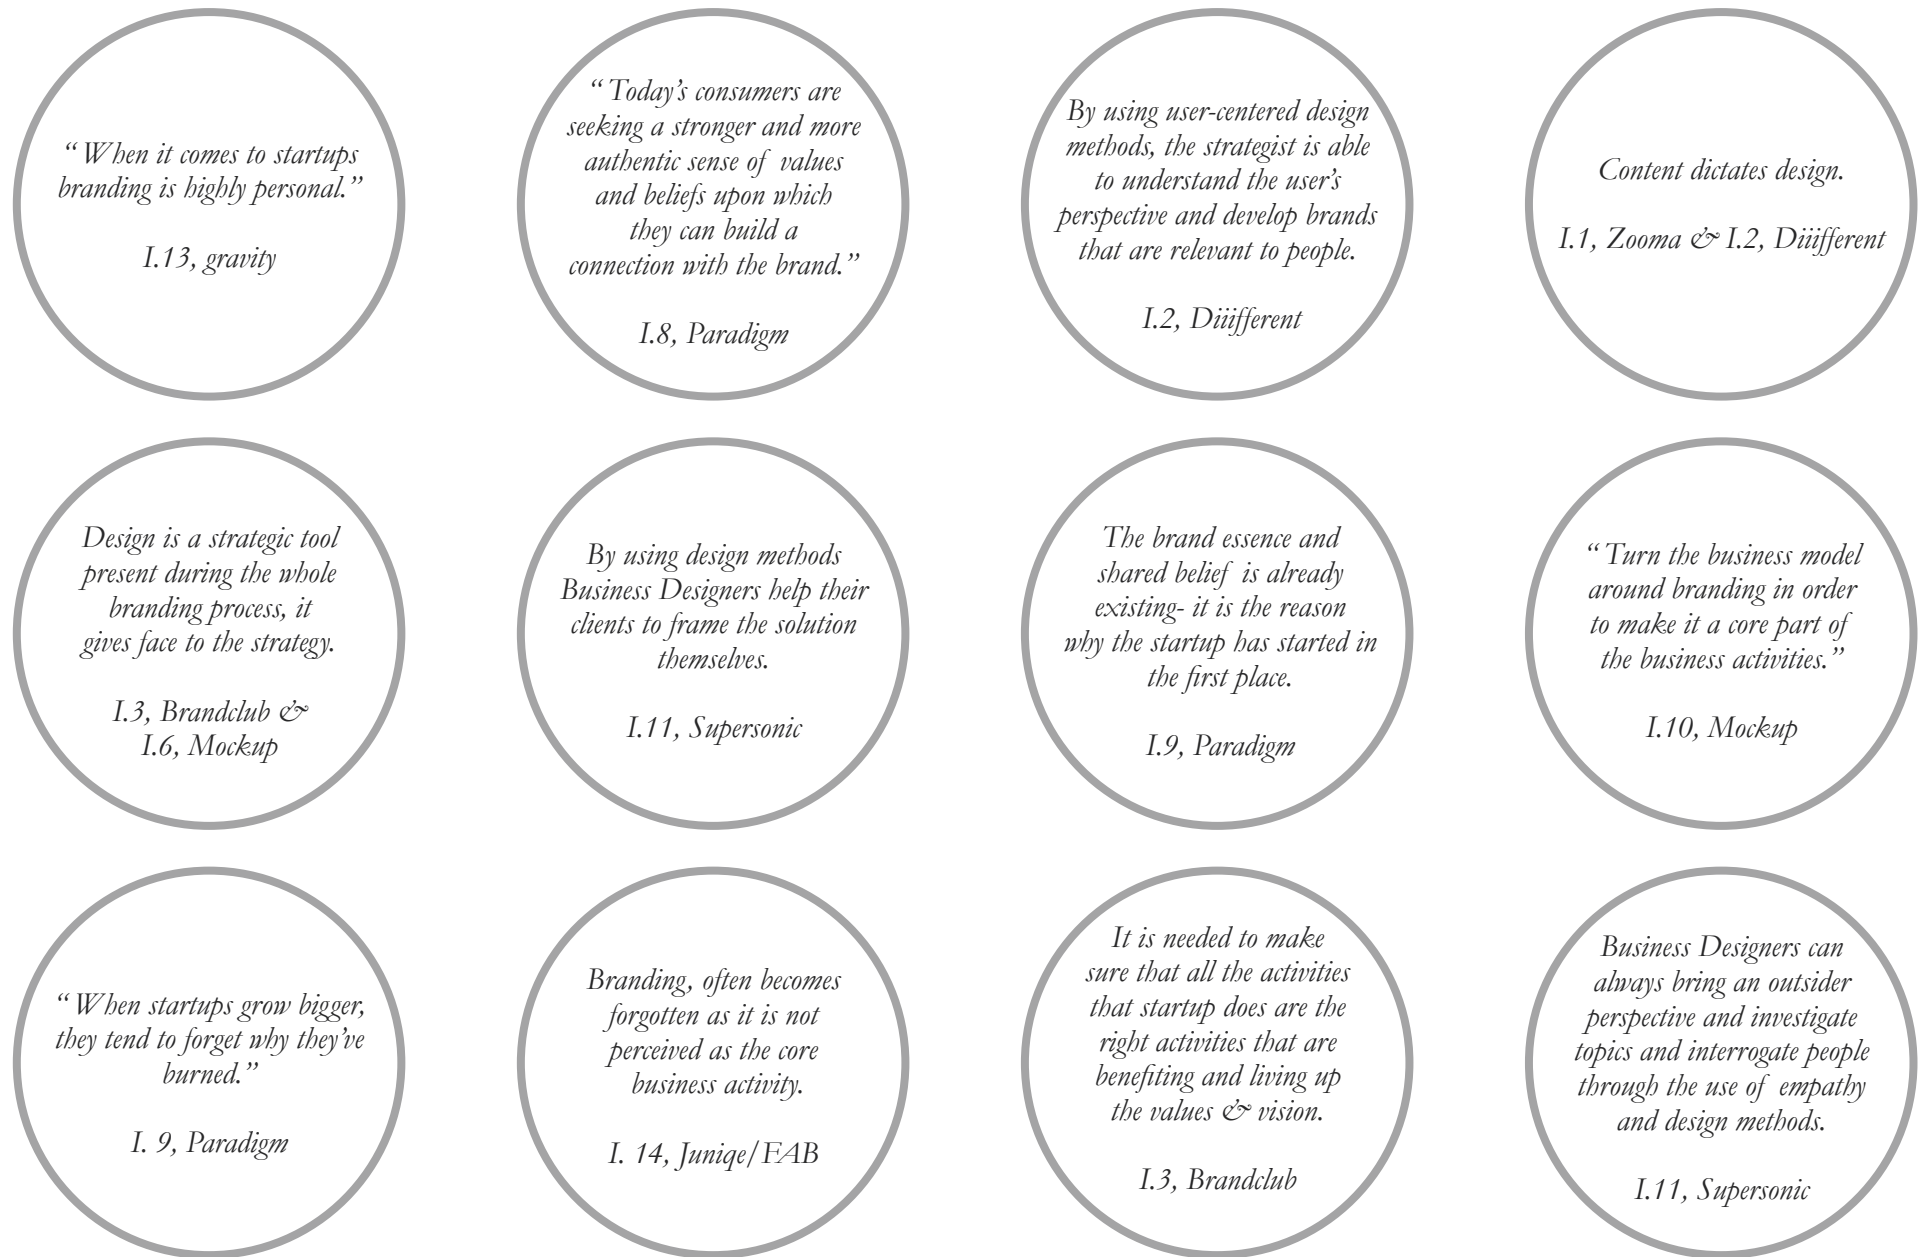 “When it comes to startups
branding is highly personal.”
I.13, gravity
“Today’s consumers are
seeking a stronger and more
authentic sense of values
and beliefs upon which
they can build a
connection with the brand.”
I.8, Paradigm
By using user-centered design
methods, the strategist is able
to understand the user’s
perspective and develop brands
that are relevant to people.
I.2, Diiifferent
Content dictates design.
I.1, Zooma & I.2, Diiifferent
Design is a strategic tool
present during the whole
branding process, it
gives face to the strategy.
I.3, Brandclub &
I.6, Mockup
By using design methods
Business Designers help their
clients to frame the solution
themselves.
I.11, Supersonic
The brand essence and
shared belief is already
existing- it is the reason
why the startup has started in
the first place.
I.9, Paradigm
“Turn the business model
around branding in order
to make it a core part of
the business activities.”
I.10, Mockup
“When startups grow bigger,
they tend to forget why they’ve
burned.”
I. 9, Paradigm
Branding, often becomes
forgotten as it is not
perceived as the core
business activity.
I. 14, Juniqe/FAB
It is needed to make
sure that all the activities
that startup does are the
right activities that are
benefiting and living up
the values & vision.
I.3, Brandclub
Business Designers can
always bring an outsider
perspective and investigate
topics and interrogate people
through the use of empathy
and design methods.
I.11, Supersonic